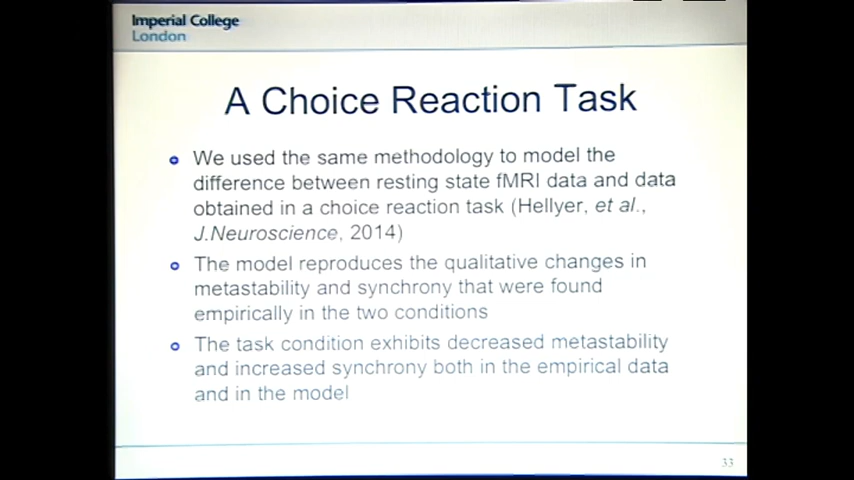 Imperial College
London
A Choice Reaction Task
We used the same methodology to model the
difference between resting state fMRI data and data
obtained in a choice reaction task (Hellyer, et al.,
J.Neuroscience, 2014)
The model reproduces the qualitative changes in
metastability and synchrony that were found
empirically in the two conditions
The task condition exhibits decreased metastability
and increased synchrony both in the empirical data
and in the model
33